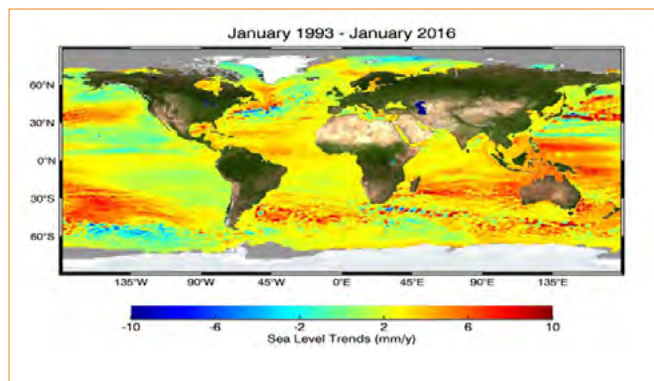 January 1993 - January 2016
60°N
30°N
0°N
30°S
60°S
135°W 90°W 45°W 0°E 45°E 90°E 135°E
-10 -6 -2 2 6 10
Sea Level Trends (mm/y)